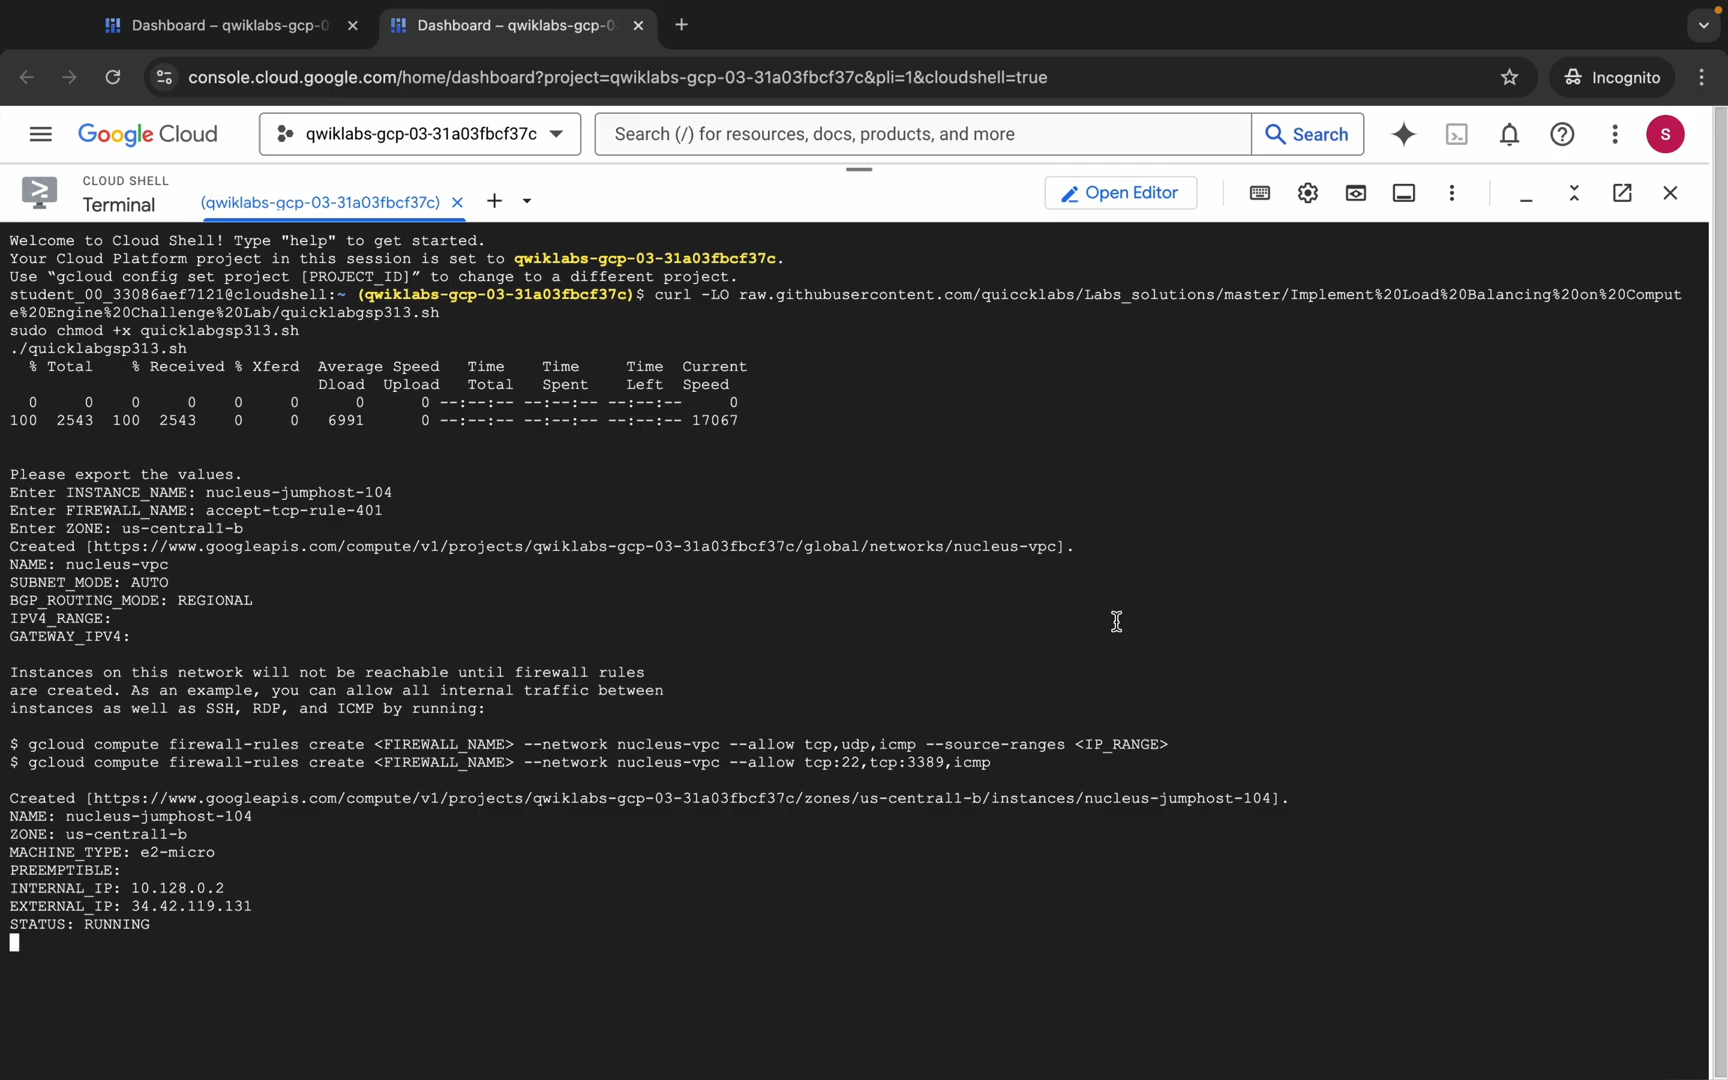 Dashboard – qwiklabs-gcp-0
Dashboard – qwiklabs-gcp-0
console.cloud.google.com/home/dashboard?project=qwiklabs-gcp-03-31a03fbcf37c&pli=1&cloudshell=true
Incognito
Google Cloud
qwiklabs-gcp-03-31a03fbcf37c
Search (/) for resources, docs, products, and more
Search
S
CLOUD SHELL
Terminal
(qwiklabs-gcp-03-31a03fbcf37c)
Open Editor
Welcome to Cloud Shell! Type "help" to get started.
Your Cloud Platform project in this session is set to qwiklabs-gcp-03-31a03fbcf37c.
Use “gcloud config set project [PROJECT_ID]” to change to a different project.
student_00_33086aef7121@cloudshell:~ (qwiklabs-gcp-03-31a03fbcf37c)$ curl -LO raw.githubusercontent.com/quiccklabs/Labs_solutions/master/Implement%20Load%20Balancing%20on%20Comput
e%20Engine%20Challenge%20Lab/quicklabgsp313.sh
sudo chmod +x quicklabgsp313.sh
./quicklabgsp313.sh
% Total % Received % Xferd Average Speed Time Time Time Current
Dload Upload Total Spent Left Speed
0 0 0 0 0 0 0 0 --:--:-- --:--:-- --:--:-- 0
100 2543 100 2543 0 0 6991 0 --:--:-- --:--:-- --:--:-- 17067
Please export the values.
Enter INSTANCE_NAME: nucleus-jumphost-104
Enter FIREWALL_NAME: accept-tcp-rule-401
Enter ZONE: us-central1-b
Created [https://www.googleapis.com/compute/v1/projects/qwiklabs-gcp-03-31a03fbcf37c/global/networks/nucleus-vpc].
NAME: nucleus-vpc
SUBNET_MODE: AUTO
BGP_ROUTING_MODE: REGIONAL
IPV4_RANGE:
GATEWAY_IPV4:
Instances on this network will not be reachable until firewall rules
are created. As an example, you can allow all internal traffic between
instances as well as SSH, RDP, and ICMP by running:
$ gcloud compute firewall-rules create <FIREWALL_NAME> --network nucleus-vpc --allow tcp,udp,icmp --source-ranges <IP_RANGE>
$ gcloud compute firewall-rules create <FIREWALL_NAME> --network nucleus-vpc --allow tcp:22,tcp:3389,icmp
Created [https://www.googleapis.com/compute/v1/projects/qwiklabs-gcp-03-31a03fbcf37c/zones/us-central1-b/instances/nucleus-jumphost-104].
NAME: nucleus-jumphost-104
ZONE: us-central1-b
MACHINE_TYPE: e2-micro
PREEMPTIBLE:
INTERNAL_IP: 10.128.0.2
EXTERNAL_IP: 34.42.119.131
STATUS: RUNNING